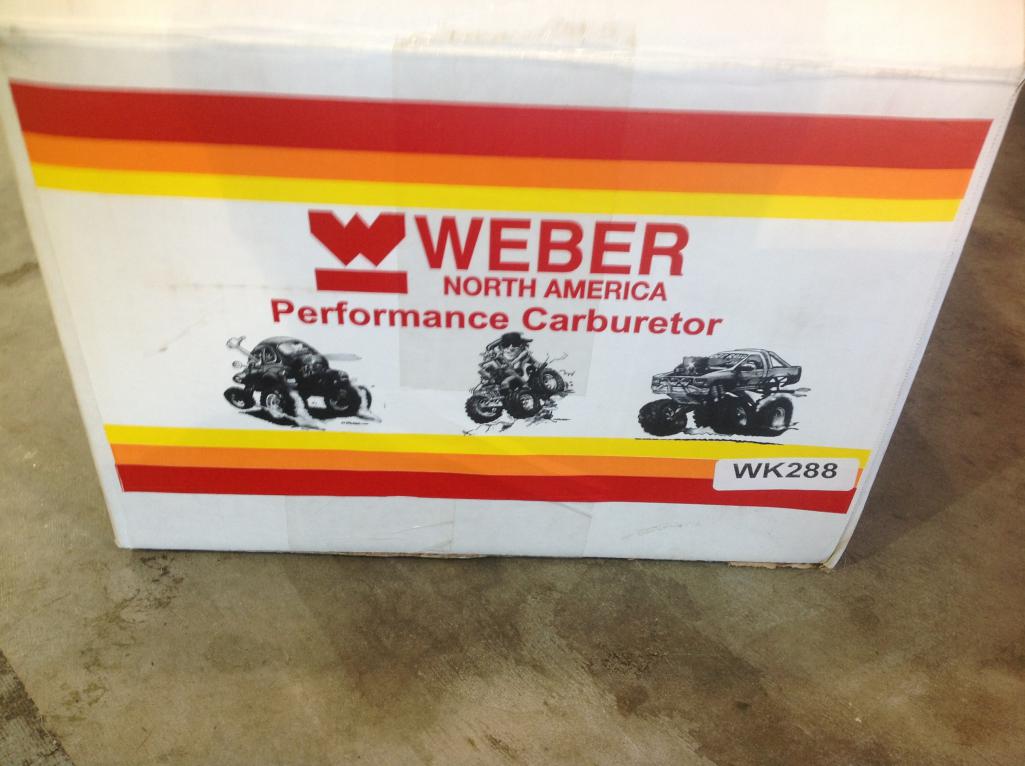 WEBER
NORTH AMERICA
Performance Carburetor
WK288